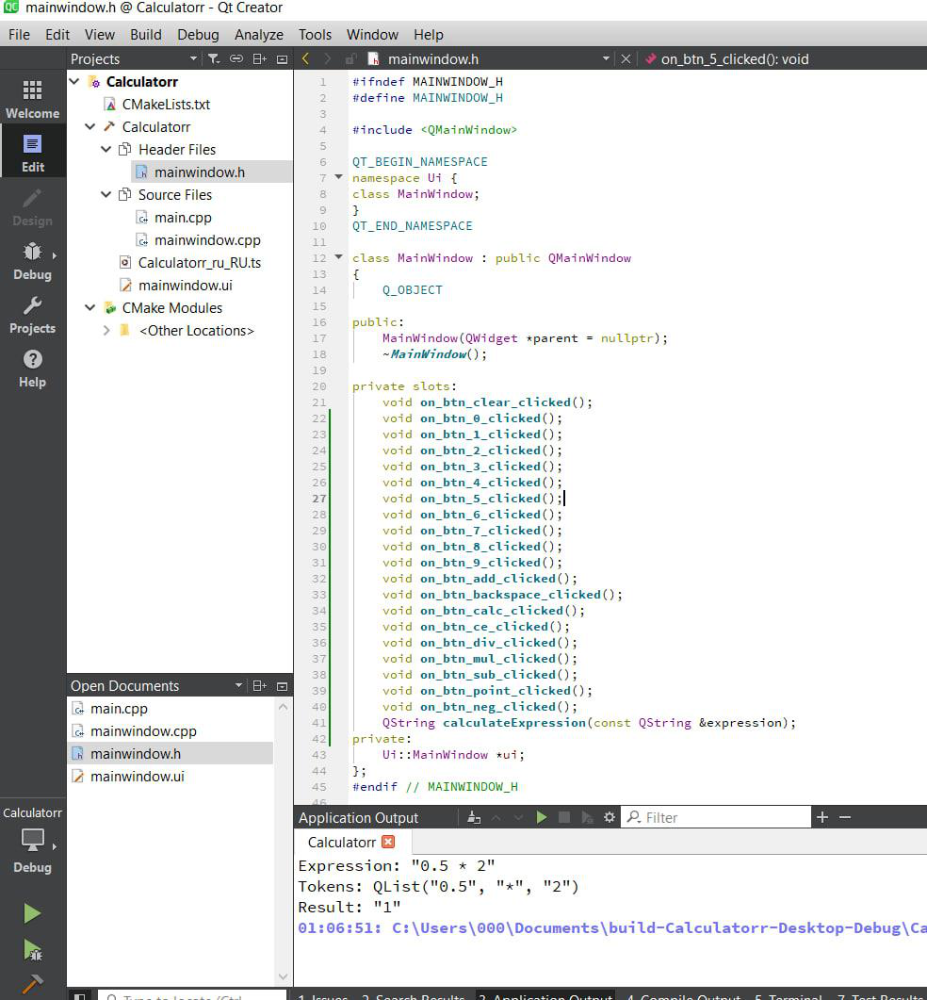 QC mainwindow.h @ Calculatorr - Qt Creator
File Edit View Build Debug Analyze Tools Window Help
Projects
mainwindow.h
on_btn_5_clicked(): void
Welcome
Edit
Design
Debug
Projects
Help
Calculatorr
CMakeLists.txt
Calculatorr
Header Files
mainwindow.h
Source Files
main.cpp
mainwindow.cpp
Calculatorr_ru_RU.ts
mainwindow.ui
CMake Modules
<Other Locations>
1 #ifndef MAINWINDOW_H
2 #define MAINWINDOW_H
3
4 #include <QMainWindow>
5
6 QT_BEGIN_NAMESPACE
7 namespace Ui {
8 class MainWindow;
9 }
10 QT_END_NAMESPACE
11
12 class MainWindow : public QMainWindow
13 {
14 Q_OBJECT
15
16 public:
17 MainWindow(QWidget *parent = nullptr);
18 ~MainWindow();
19
20 private slots:
21 void on_btn_clear_clicked();
22 void on_btn_0_clicked();
23 void on_btn_1_clicked();
24 void on_btn_2_clicked();
25 void on_btn_3_clicked();
26 void on_btn_4_clicked();
27 void on_btn_5_clicked();
28 void on_btn_6_clicked();
29 void on_btn_7_clicked();
30 void on_btn_8_clicked();
31 void on_btn_9_clicked();
32 void on_btn_add_clicked();
33 void on_btn_backspace_clicked();
34 void on_btn_calc_clicked();
35 void on_btn_ce_clicked();
36 void on_btn_div_clicked();
37 void on_btn_mul_clicked();
38 void on_btn_sub_clicked();
39 void on_btn_point_clicked();
40 void on_btn_neg_clicked();
41 QString calculateExpression(const QString &expression);
42 private:
43 Ui::MainWindow *ui;
44 };
45 #endif // MAINWINDOW_H
46
Open Documents
main.cpp
mainwindow.cpp
mainwindow.h
mainwindow.ui
Calculatorr
Debug
Application Output
Filter
Calculatorr
Expression: "0.5 * 2"
Tokens: QList("0.5", "*", "2")
Result: "1"
01:06:51: C:\Users\000\Documents\build-Calculatorr-Desktop-Debug\Ca
Type to locate (Ctrl
1 Issues 2 Search Results 3 Application Output 4 Compile Output 5 Terminal 7 Test Results